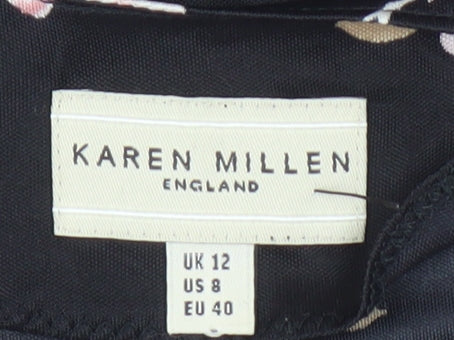 KAREN MILLEN
ENGLAND
UK 12
US 8
EU 40